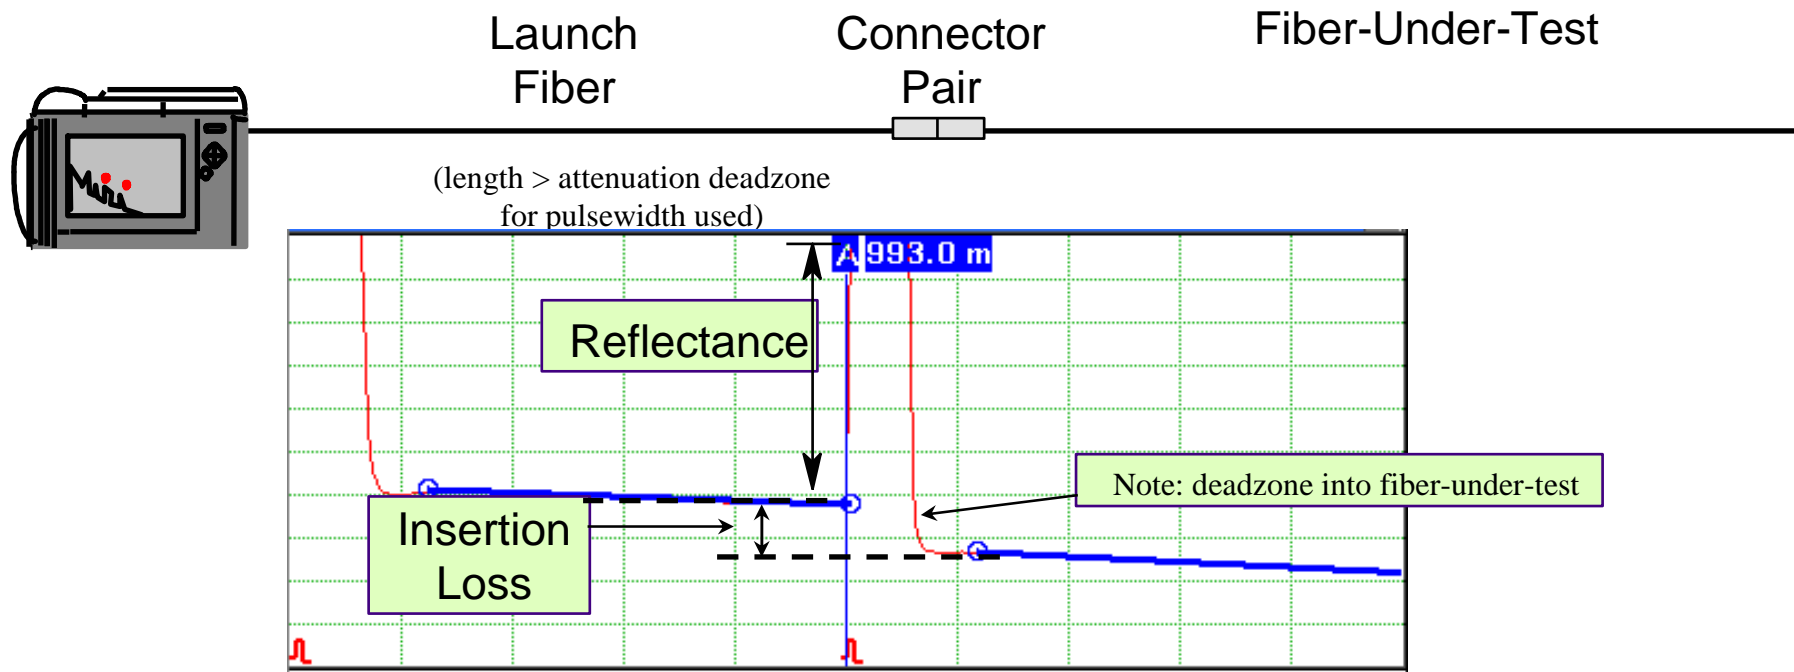 Launch
Fiber
Connector
Pair
Fiber-Under-Test
(length > attenuation deadzone
for pulsewidth used)
A 993.0 m
Reflectance
Note: deadzone into fiber-under-test
Insertion
Loss